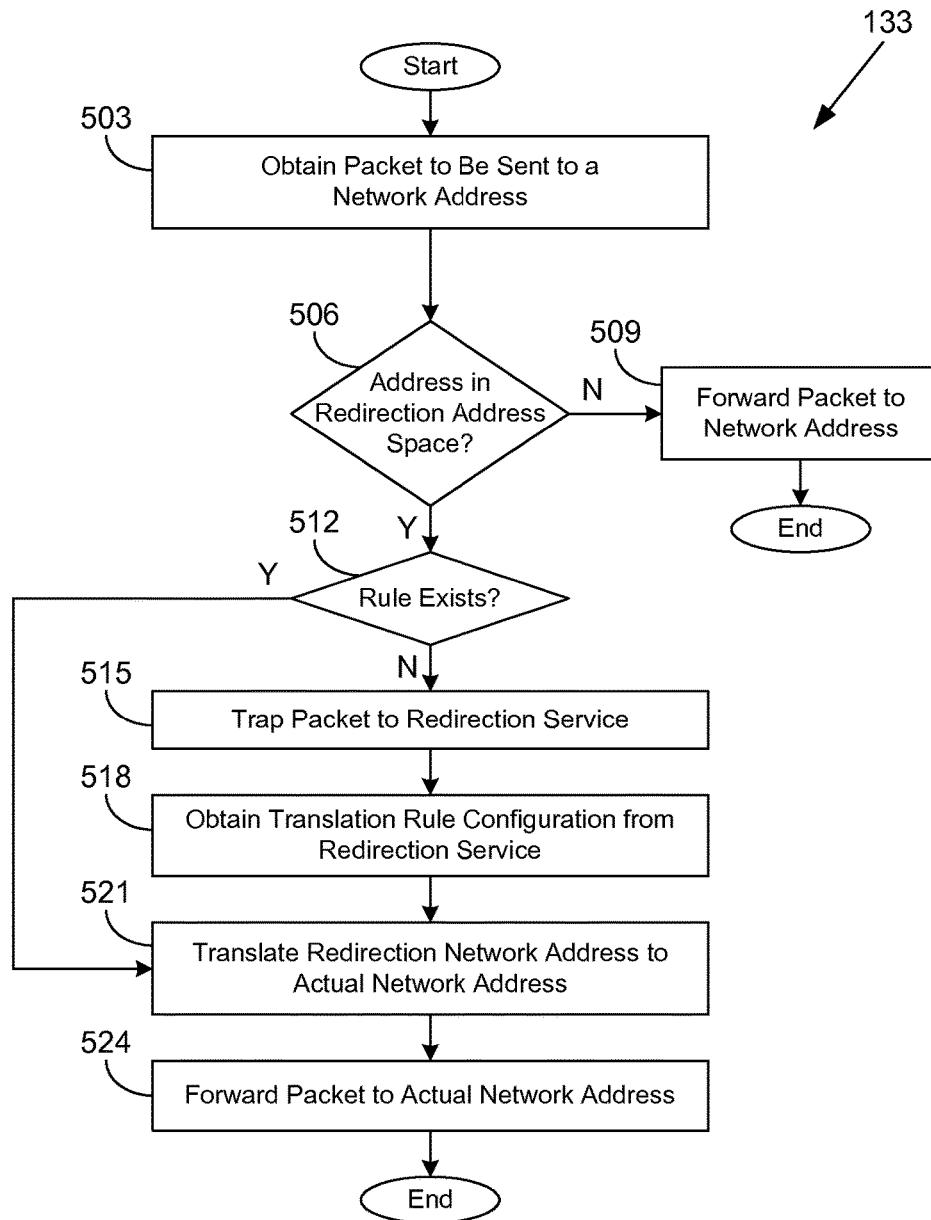 133
Start
503
Obtain Packet to Be Sent to a
Network Address
506
Address in
Redirection Address
Space?
N
509
Forward Packet to
Network Address
End
Y
512
Y
Rule Exists?
N
515
Trap Packet to Redirection Service
518
Obtain Translation Rule Configuration from
Redirection Service
521
Translate Redirection Network Address to
Actual Network Address
524
Forward Packet to Actual Network Address
End